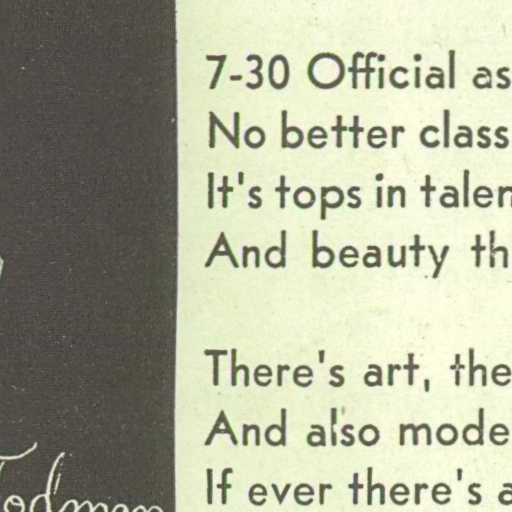 7-30 Official as
No better class
It's tops in talen
And beauty th
There's art, the
And also mode
If ever there's a
Todman